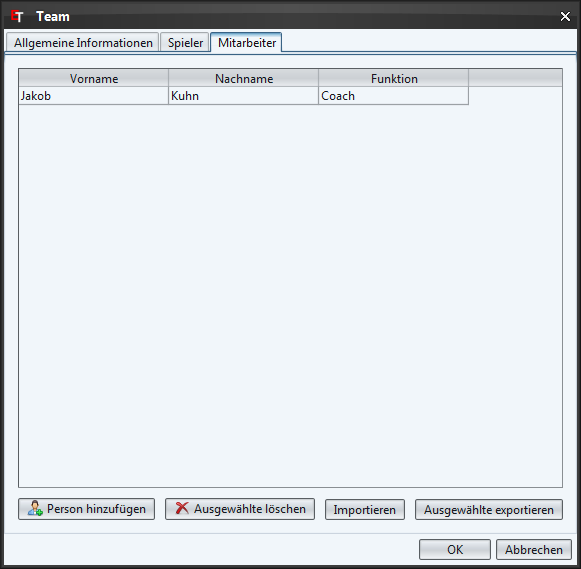 ET Team
Allgemeine Informationen Spieler Mitarbeiter
Vorname Nachname Funktion
Jakob Kuhn Coach
Person hinzufügen Ausgewählte löschen Importieren Ausgewählte exportieren
OK Abbrechen